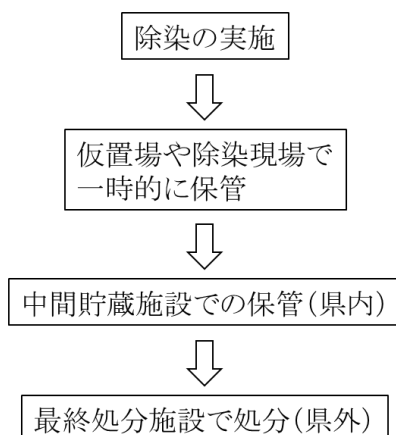 除染の実施
仮置場や除染現場で
一時的に保管
中間貯蔵施設での保管(県内)
最終処分施設で処分(県外)